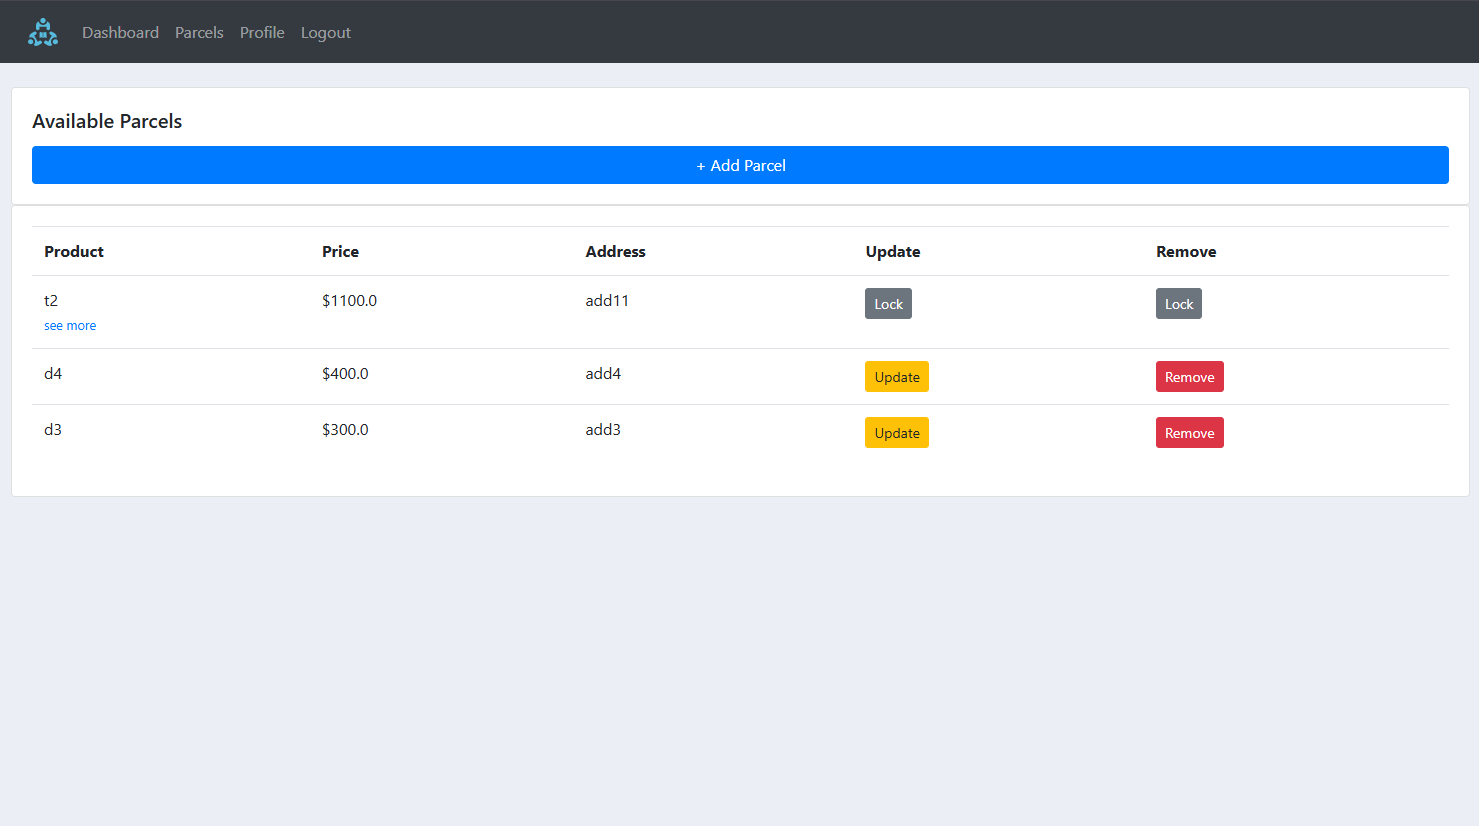 Dashboard Parcels Profile Logout
Available Parcels
+ Add Parcel
Product Price Address Update Remove
t2 $1100.0 add11 Lock Lock
see more
d4 $400.0 add4 Update Remove
d3 $300.0 add3 Update Remove